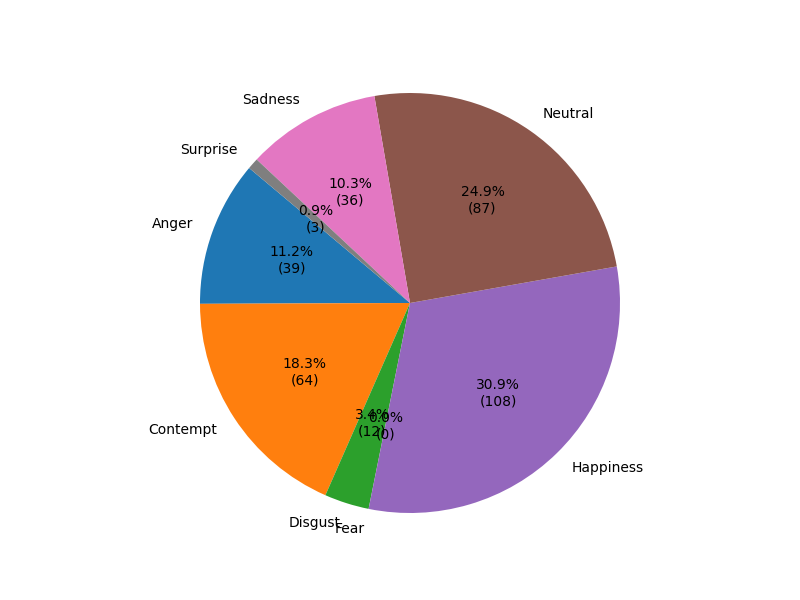 Sadness
Neutral
Surprise
10.3%
(36)
24.9%
(87)
0.9%
(3)
Anger
11.2%
(39)
18.3%
(64)
30.9%
(108)
3.4%
(12)
0.0%
(0)
Contempt
Happiness
Disgust
Fear